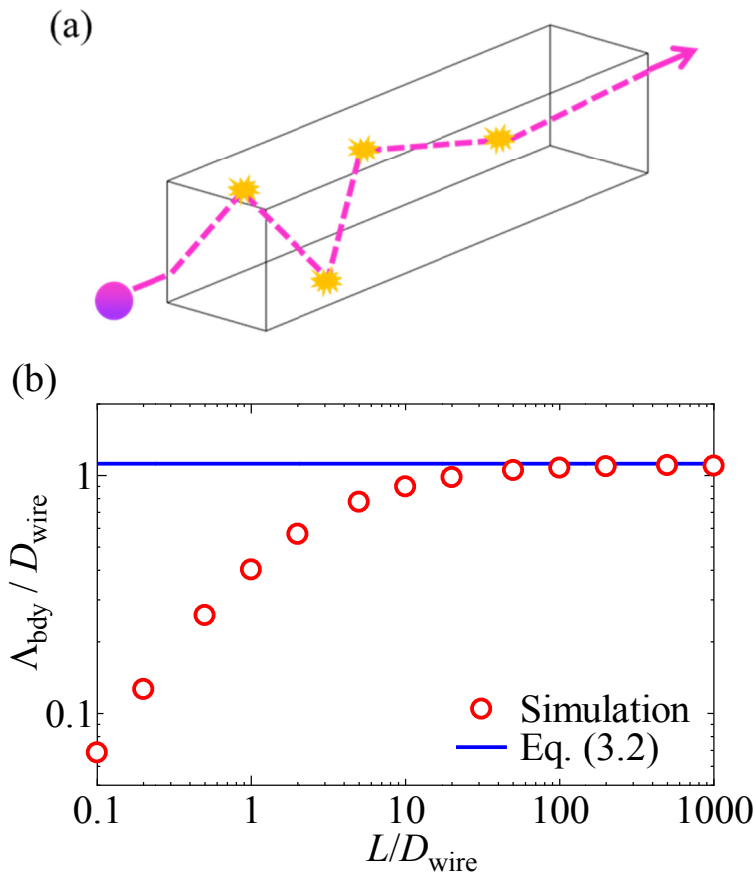 (a)
(b)
Λbdy / Dwire
1
0.1
Simulation
Eq. (3.2)
0.1 1 10 100 1000
L/Dwire